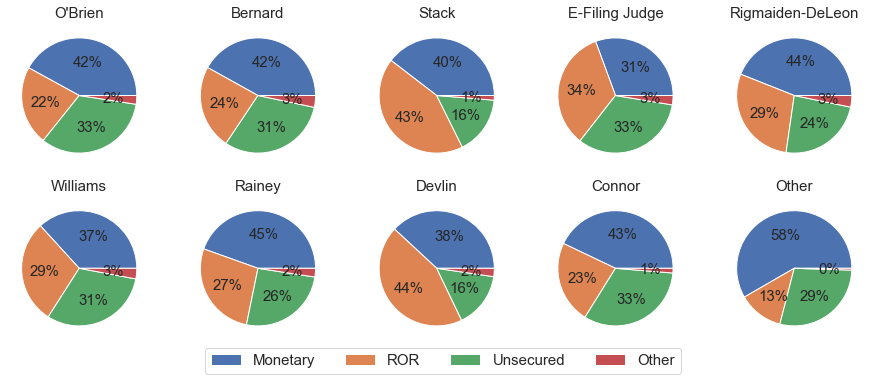 O'Brien Bernard Stack E-Filing Judge Rigmaiden-DeLeon
42% 22% 33% 2%
42% 24% 31% 3%
40% 43% 16% 1%
31% 34% 33% 3%
44% 29% 24% 3%
Williams Rainey Devlin Connor Other
37% 29% 31% 3%
45% 27% 26% 2%
38% 44% 16% 2%
43% 23% 33% 1%
58% 13% 29% 0%
Monetary ROR Unsecured Other